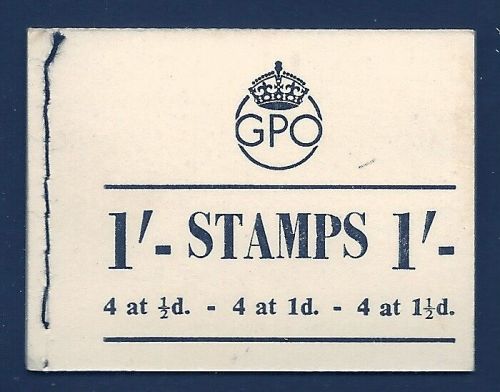 GPO
1/- STAMPS 1/-
4 at ½d. - 4 at 1d. - 4 at 1½d.